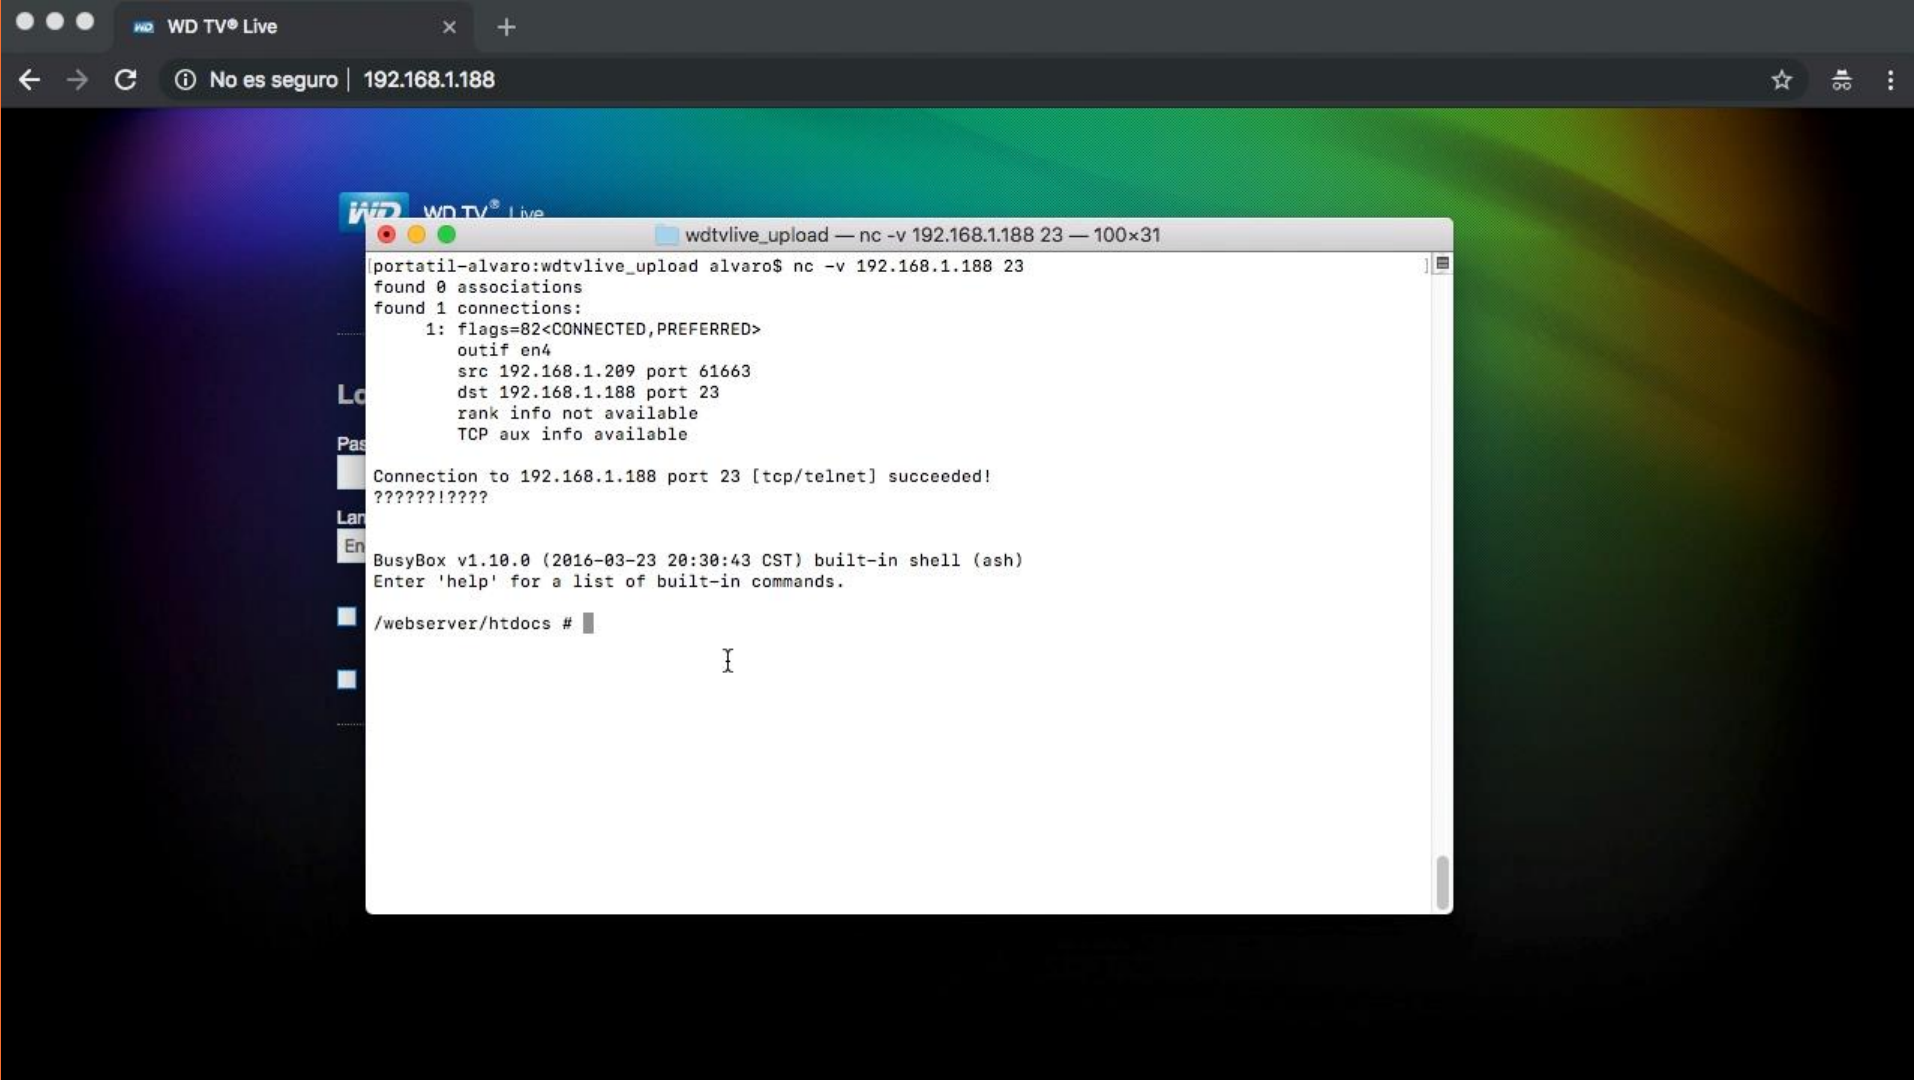 WD TV® Live
No es seguro | 192.168.1.188
WD WD TV® Live
wdtvlive_upload — nc -v 192.168.1.188 23 — 100×31
[portatil-alvaro:wdtvlive_upload alvaro$ nc -v 192.168.1.188 23 ]
found 0 associations
found 1 connections:
1: flags=82<CONNECTED,PREFERRED>
outif en4
src 192.168.1.209 port 61663
dst 192.168.1.188 port 23
rank info not available
TCP aux info available
Connection to 192.168.1.188 port 23 [tcp/telnet] succeeded!
??????!????
BusyBox v1.10.0 (2016-03-23 20:30:43 CST) built-in shell (ash)
Enter 'help' for a list of built-in commands.
/webserver/htdocs #
Lo
Pas
Lan
En